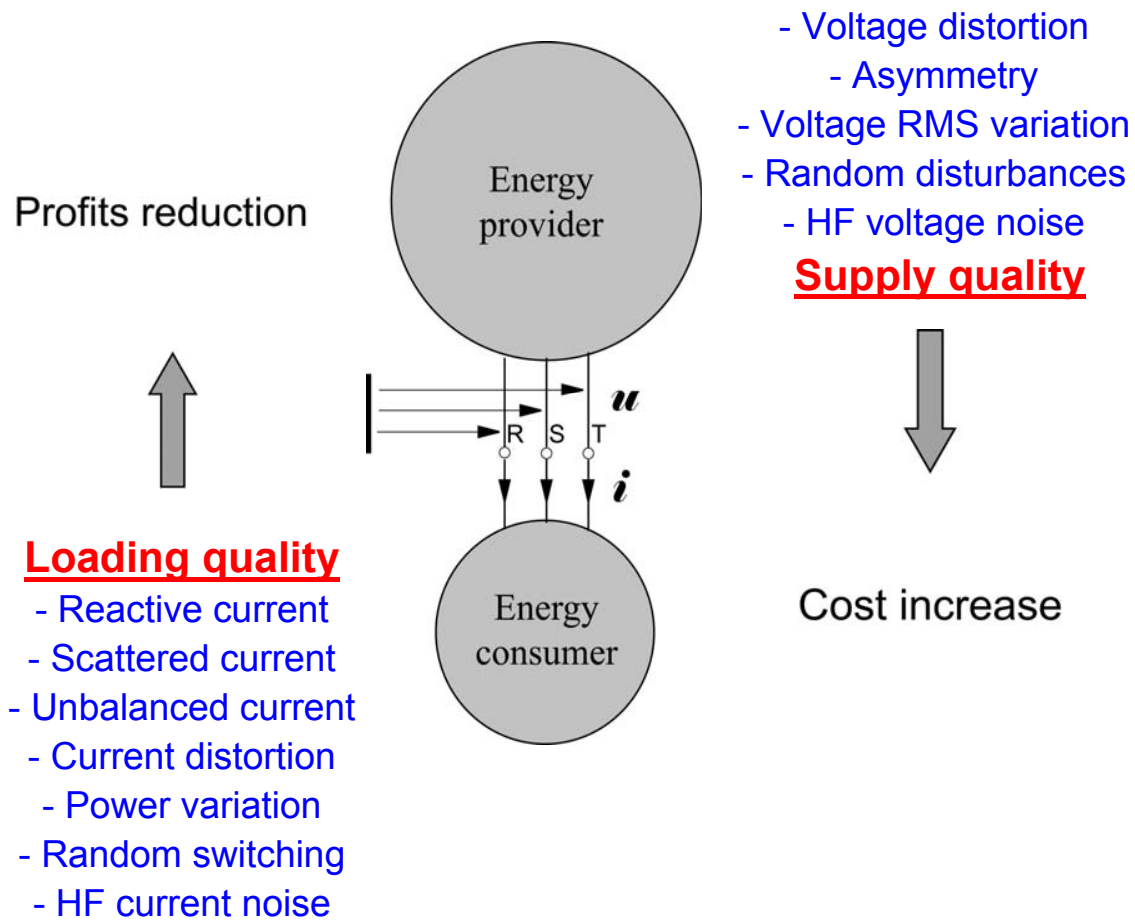 - Voltage distortion
- Asymmetry
- Voltage RMS variation
- Random disturbances
- HF voltage noise
Supply quality
Energy
provider
Profits reduction
u
R S T
i
Loading quality
- Reactive current
- Scattered current
- Unbalanced current
- Current distortion
- Power variation
- Random switching
- HF current noise
Energy
consumer
Cost increase